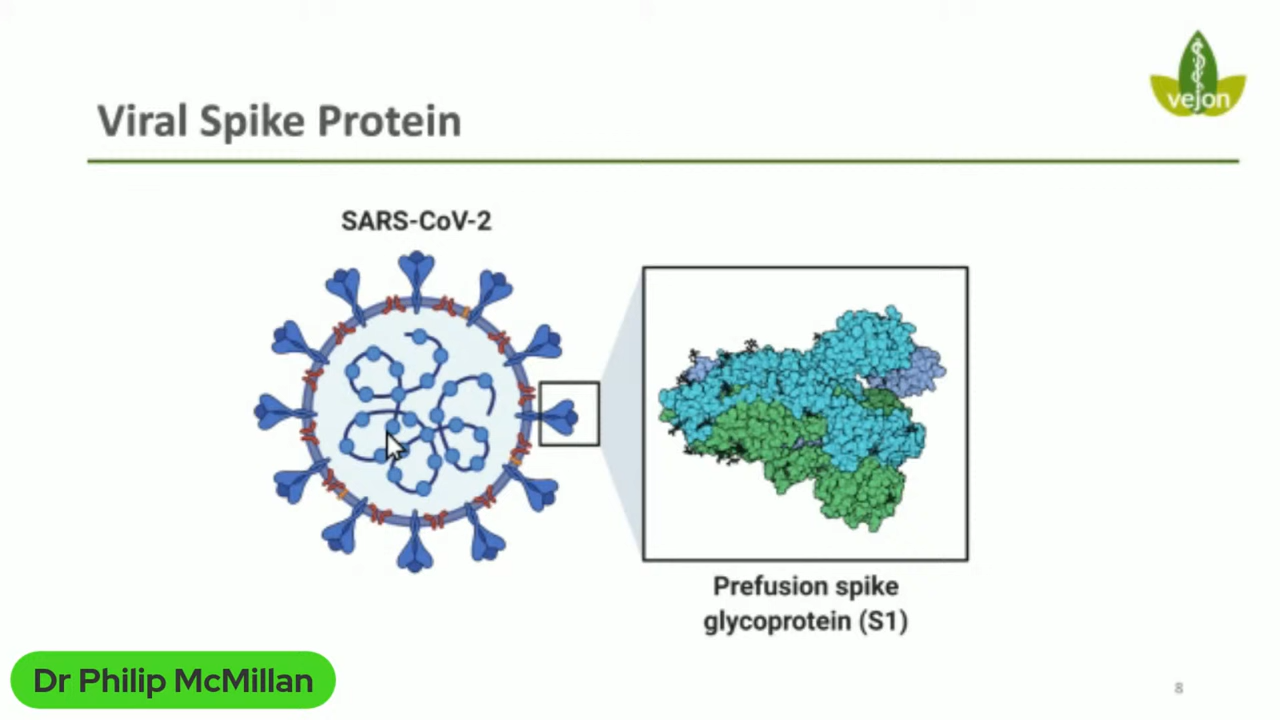 vejon
Viral Spike Protein
SARS-CoV-2
Prefusion spike
glycoprotein (S1)
Dr Philip McMillan
8